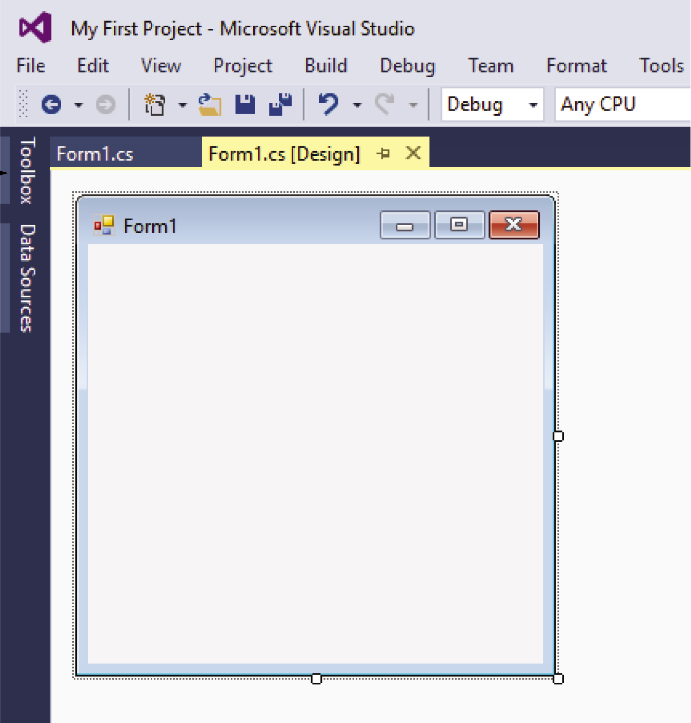 My First Project - Microsoft Visual Studio
File Edit View Project Build Debug Team Format Tools
Debug Any CPU
Toolbox
Data Sources
Form1.cs Form1.cs [Design]
Form1